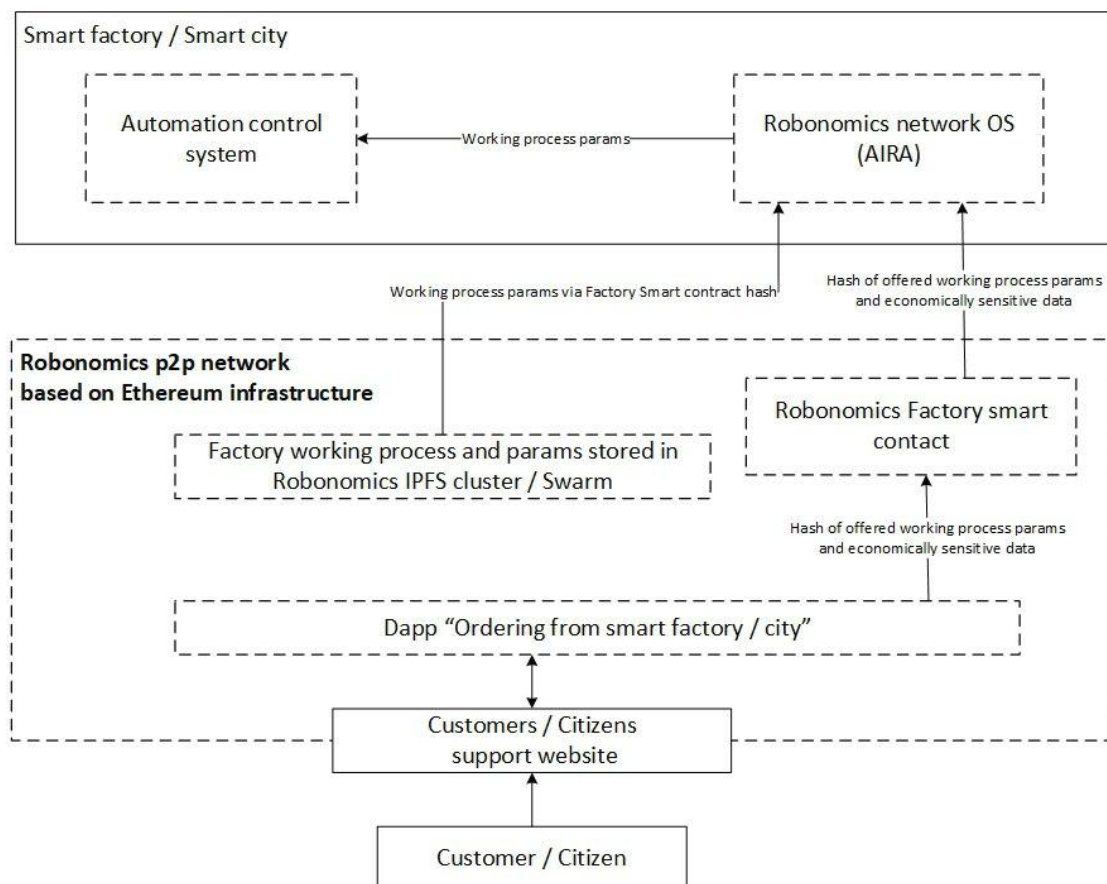 Smart factory / Smart city
Automation control
system
Working process params
Robonomics network OS
(AIRA)
Working process params via Factory Smart contract hash
Hash of offered working process params
and economically sensitive data
Robonomics p2p network
based on Ethereum infrastructure
Robonomics Factory smart
contact
Factory working process and params stored in
Robonomics IPFS cluster / Swarm
Hash of offered working process params
and economically sensitive data
Dapp “Ordering from smart factory / city”
Customers / Citizens
support website
Customer / Citizen